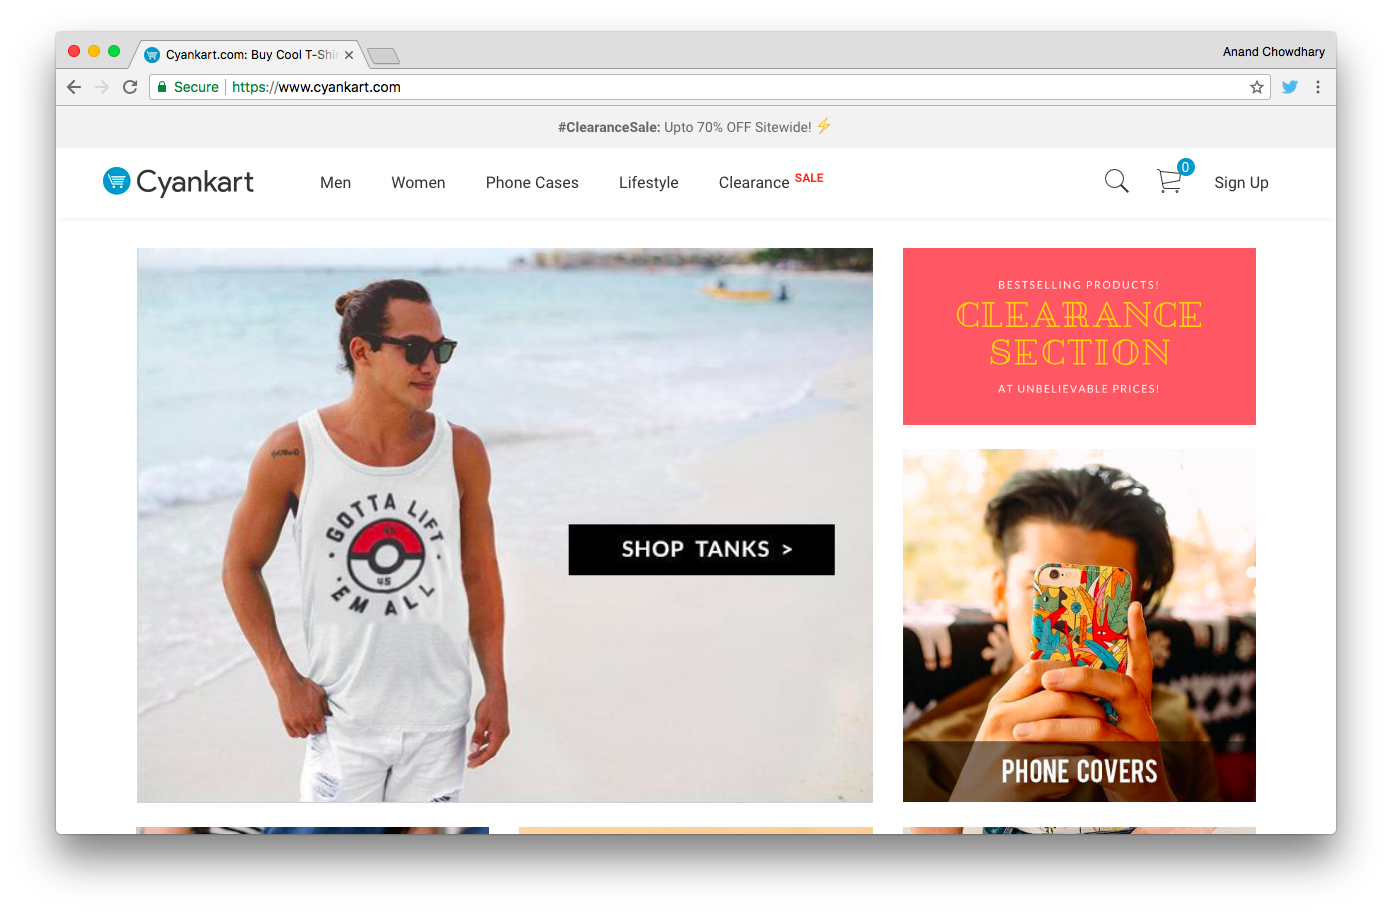 Cyankart.com: Buy Cool T-Shir
Anand Chowdhary
Secure
https://www.cyankart.com
#ClearanceSale: Upto 70% OFF Sitewide! ⚡
Cyankart
Men
Women
Phone Cases
Lifestyle
Clearance SALE
0
Sign Up
GOTTA LIFT
45
45
'EM ALL
SHOP TANKS >
BESTSELLING PRODUCTS!
CLEARANCE
SECTION
AT UNBELIEVABLE PRICES!
PHONE COVERS